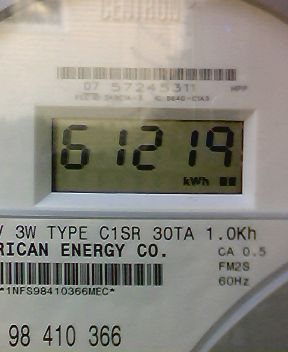 CENTRON
07 57245311
61219
kWh
V 3W TYPE C1SR 30TA 1.0Kh
RICAN ENERGY CO.
CA 0.5
FM2S
60Hz
*1NFS98410366MEC*
98 410 366